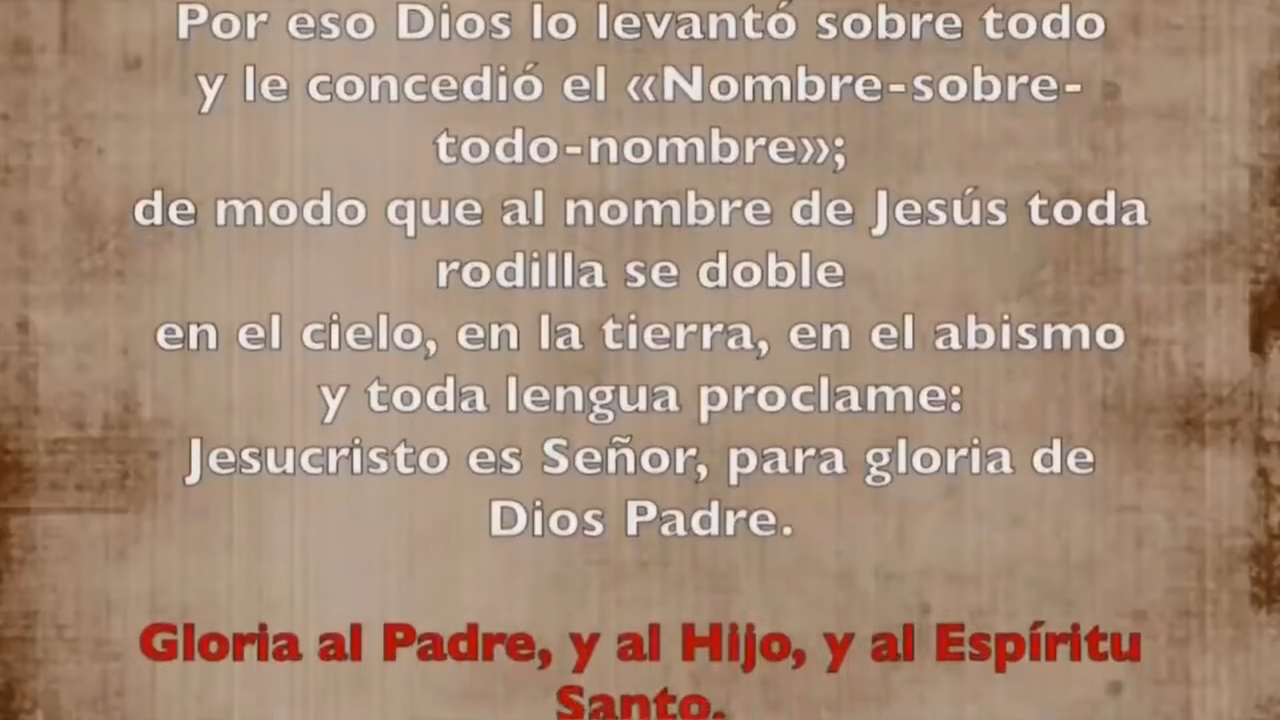 Por eso Dios lo levantó sobre todo
y le concedió el «Nombre-sobre-
todo-nombre»;
de modo que al nombre de Jesús toda
rodilla se doble
en el cielo, en la tierra, en el abismo
y toda lengua proclame:
Jesucristo es Señor, para gloria de
Dios Padre.
Gloria al Padre, y al Hijo, y al Espíritu
Santo.